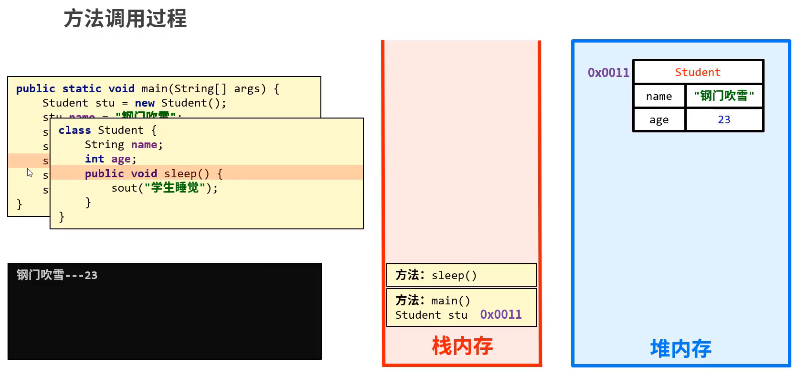 方法调用过程
public static void main(String[] args) {
Student stu = new Student();
stu.name = "钢门吹雪";
s
s
s
s
s
}
class Student {
String name;
int age;
public void sleep() {
sout("学生睡觉");
}
}
钢门吹雪---23
方法：sleep()
方法：main()
Student stu 0x0011
栈内存
0x0011 Student
name "钢门吹雪"
age 23
堆内存